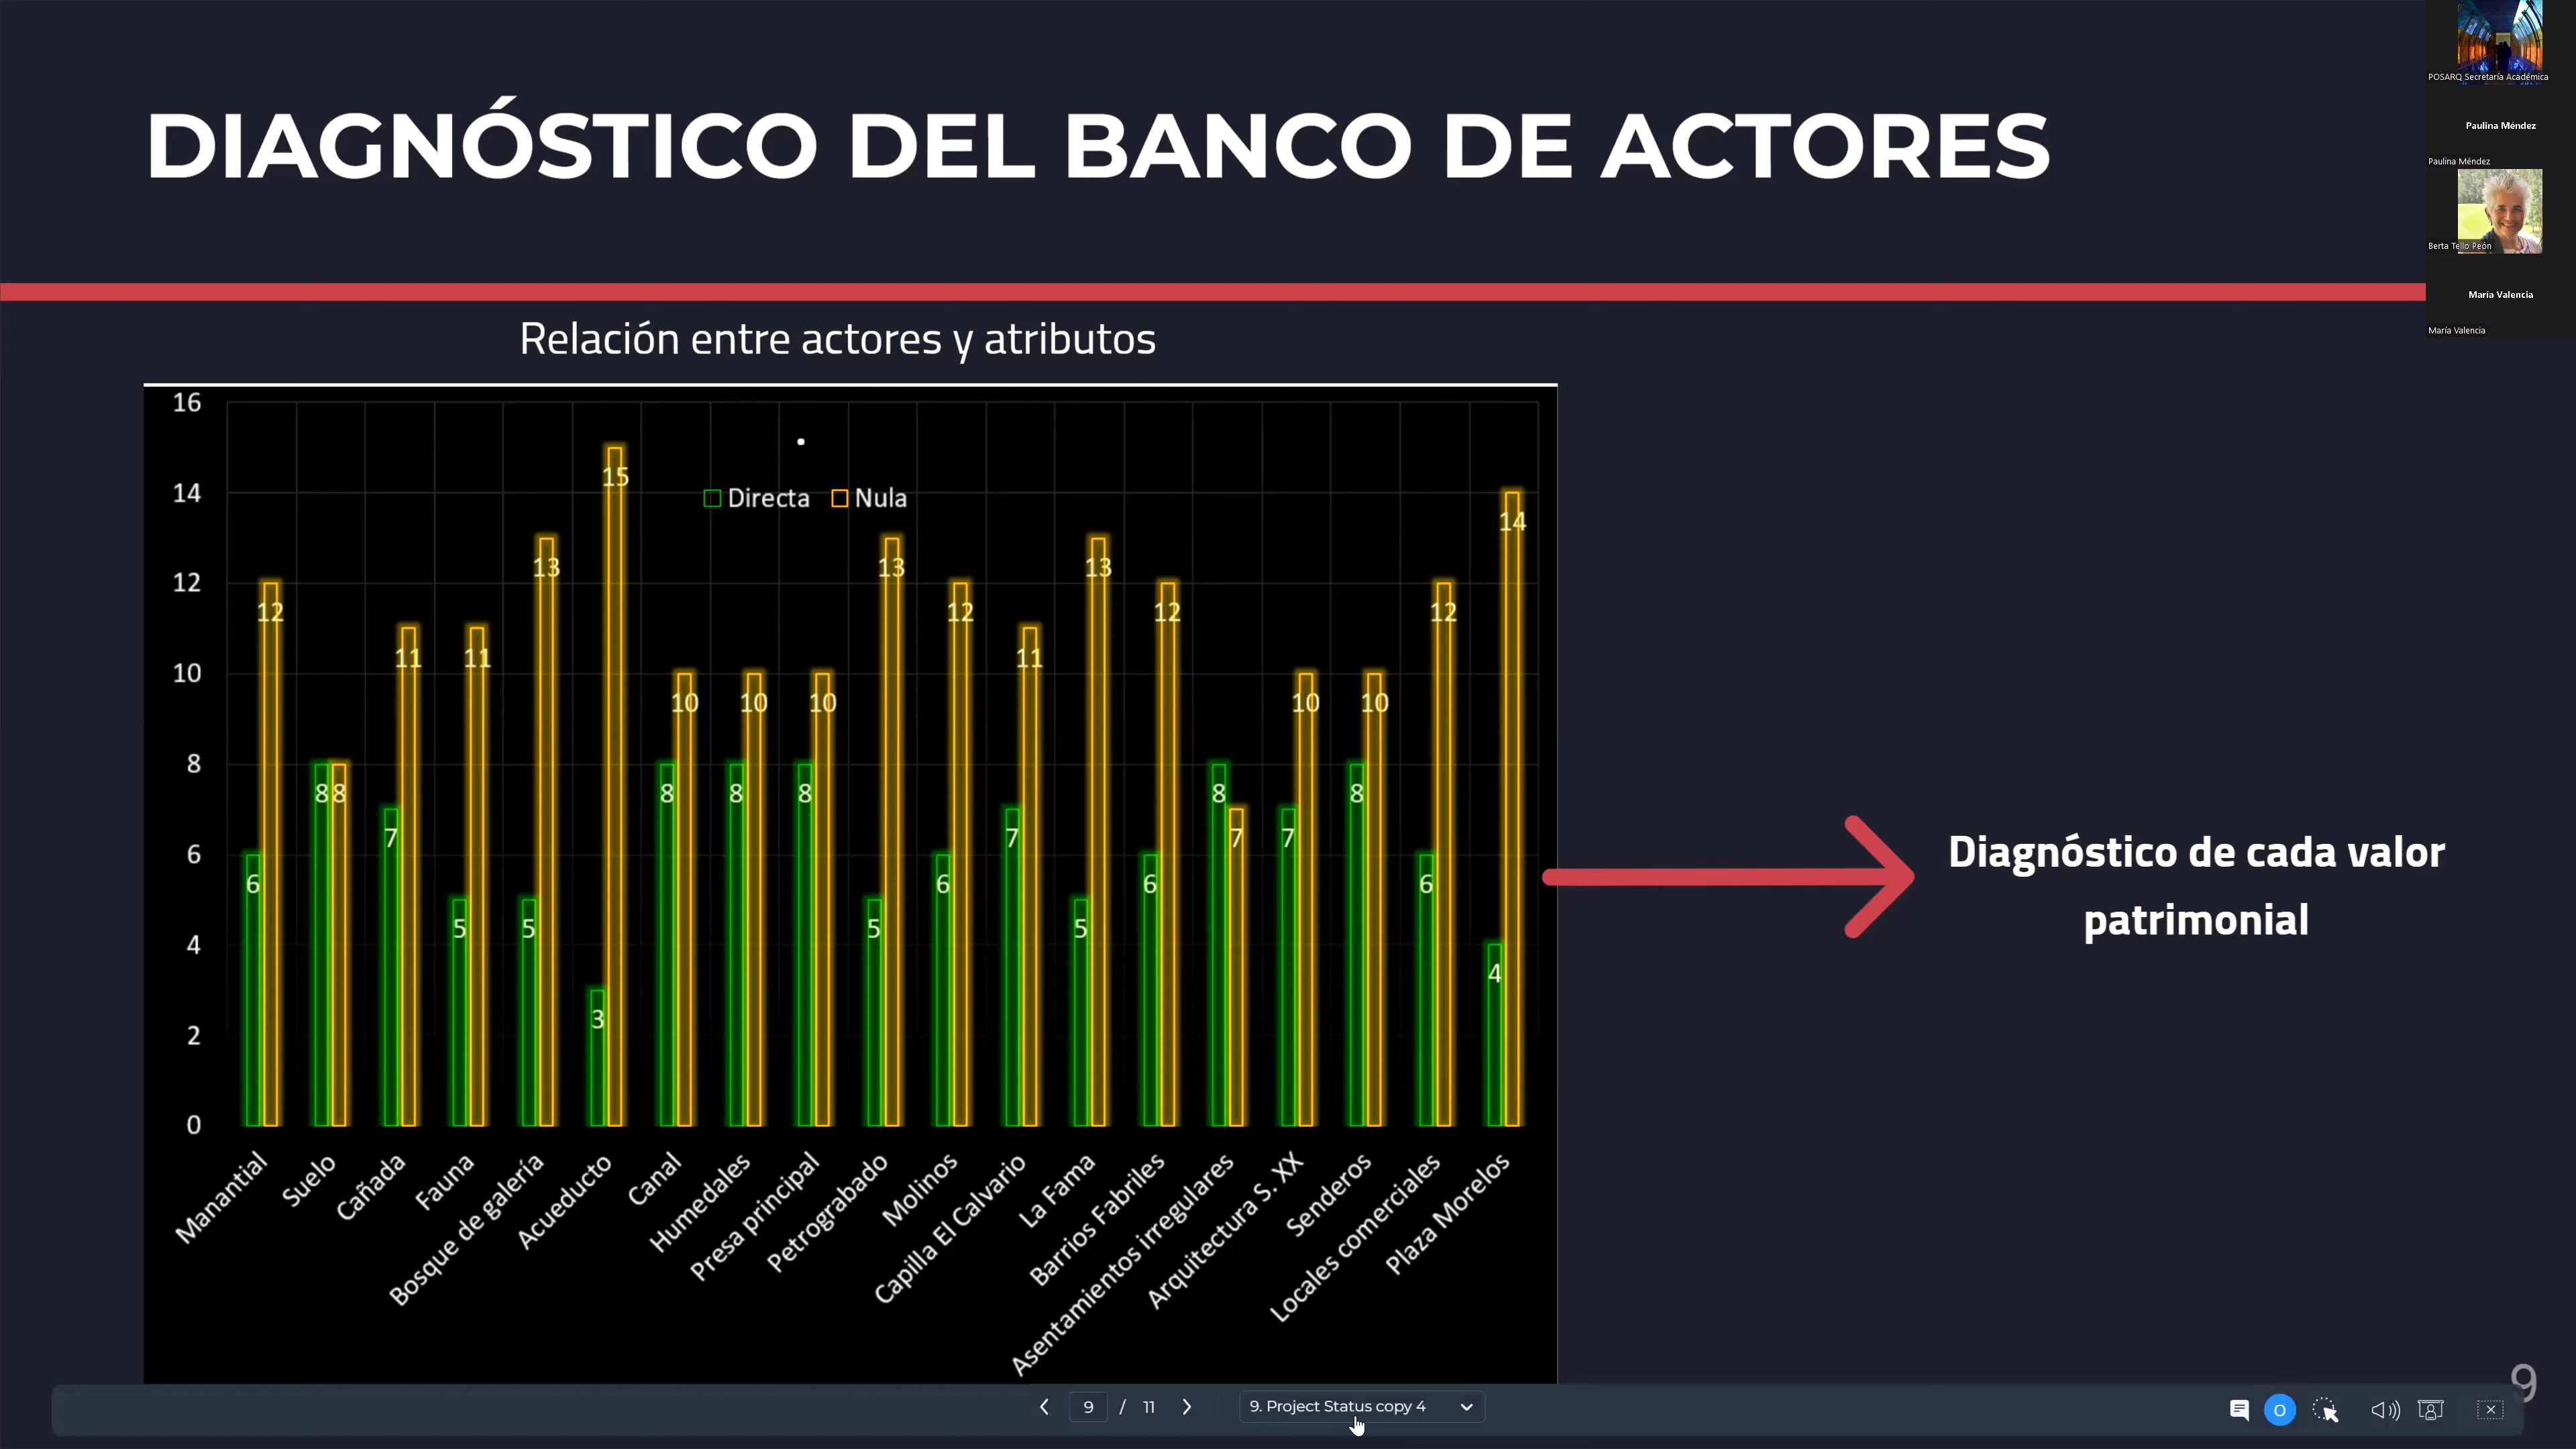 DIAGNÓSTICO DEL BANCO DE ACTORES
POSARQ Secretaría Académica
Paulina Méndez
Paulina Méndez
Berta Tello Peón
María Valencia
María Valencia
Relación entre actores y atributos
16
14
12
10
8
6
4
2
0
Directa
Nula
6 12
8 8
7 11
5 11
5 13
3 15
8 10
8 10
8 10
5 13
6 12
7 11
5 13
6 12
8 7
7 10
8 10
6 12
4 14
Manantial
Suelo
Cañada
Fauna
Bosque de galería
Acueducto
Canal
Humedales
Presa principal
Petrograbado
Molinos
Capilla El Calvario
La Fama
Barrios Fabriles
Asentamientos irregulares
Arquitectura S. XX
Senderos
Locales comerciales
Plaza Morelos
Diagnóstico de cada valor
patrimonial
9
9 / 11
9. Project Status copy 4
O